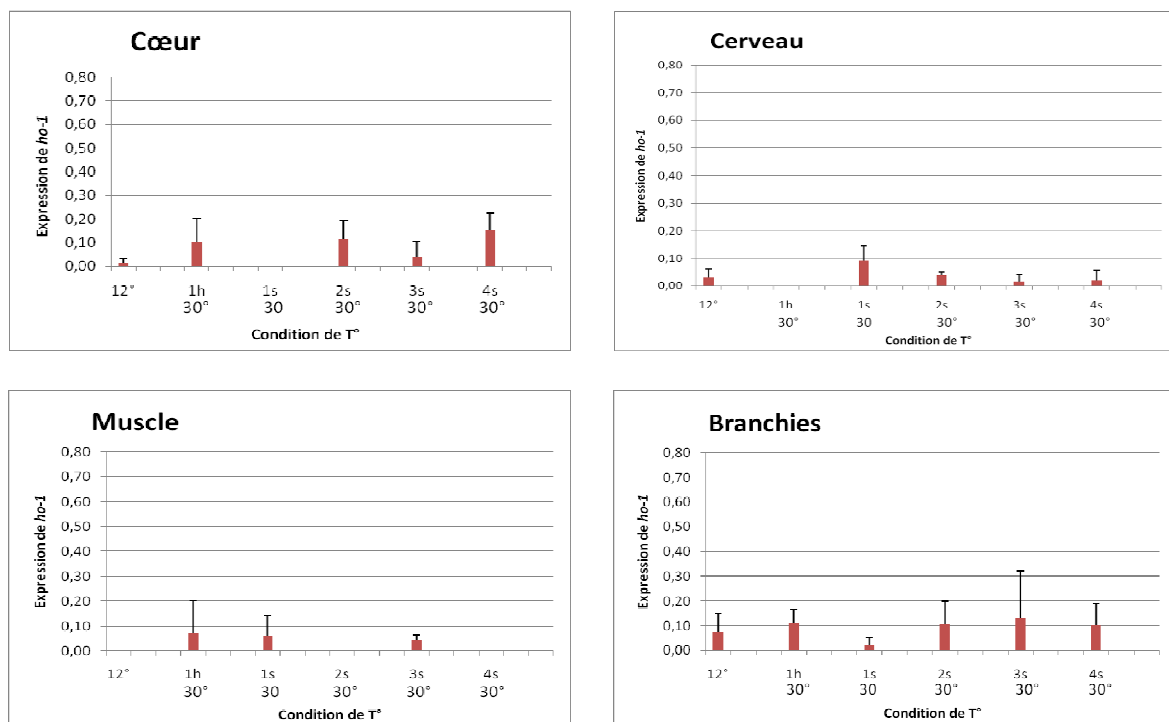 Cœur
Expression de ho-1
0,80
0,70
0,60
0,50
0,40
0,30
0,20
0,10
0,00
12° 1h 1s 2s 3s 4s
30° 30 30° 30° 30°
Condition de T°
Cerveau
Expression de ho-1
0,80
0,70
0,60
0,50
0,40
0,30
0,20
0,10
0,00
12° 1h 1s 2s 3s 4s
30° 30 30° 30° 30°
Condition de T°
Muscle
Expression de ho-1
0,80
0,70
0,60
0,50
0,40
0,30
0,20
0,10
0,00
12° 1h 1s 2s 3s 4s
30° 30 30° 30° 30°
Condition de T°
Branchies
Expression de ho-1
0,80
0,70
0,60
0,50
0,40
0,30
0,20
0,10
0,00
12° 1h 1s 2s 3s 4s
30° 30 30° 30° 30°
Condition de T°